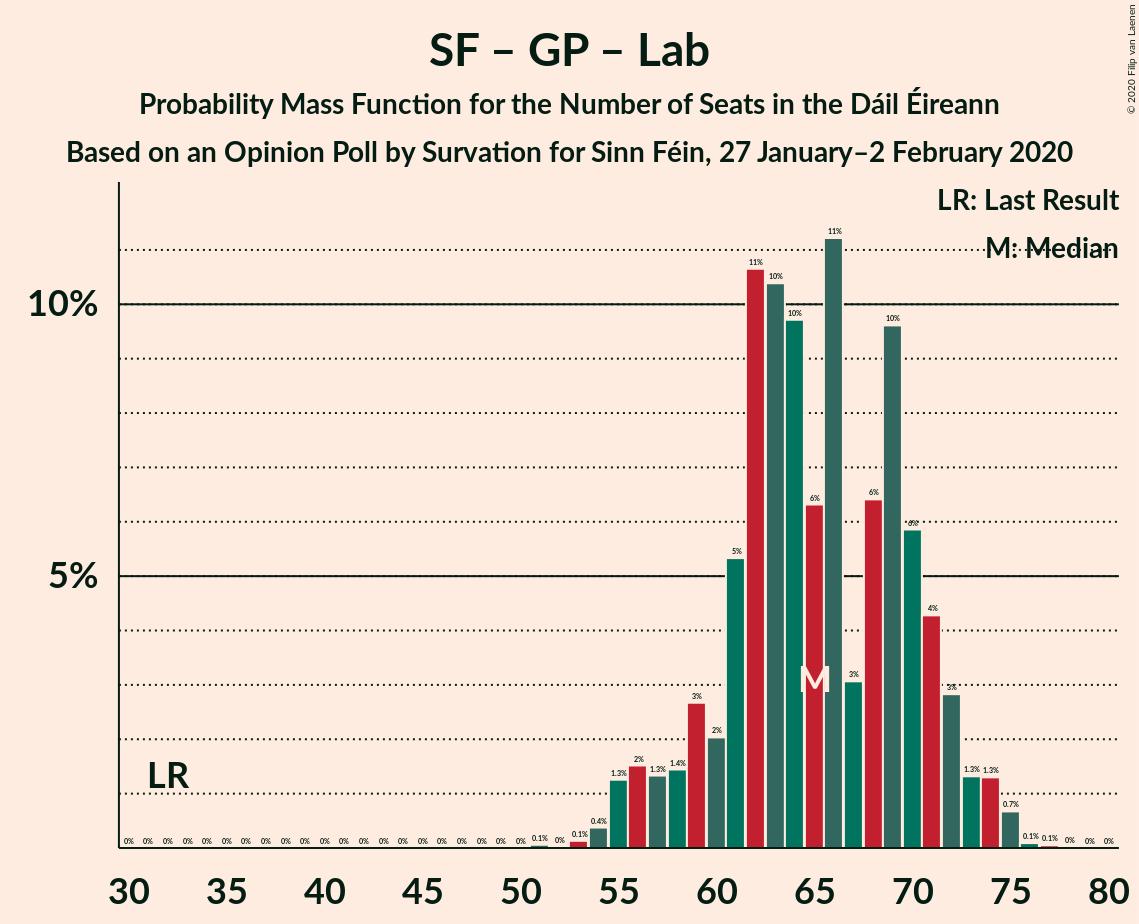 SF – GP – Lab
Probability Mass Function for the Number of Seats in the Dáil Éireann
Based on an Opinion Poll by Survation for Sinn Féin, 27 January–2 February 2020
© 2020 Filip van Laenen
LR: Last Result
M: Median
10%
5%
0% 0% 0% 0% 0% 0% 0% 0% 0% 0% 0% 0% 0% 0% 0% 0% 0% 0% 0% 0% 0% 0.1% 0% 0.1% 0.4% 1.3% 2% 1.3% 1.4% 3% 2% 5% 11% 10% 10% 6% 11% 3% 6% 10% 6% 4% 3% 1.3% 1.3% 0.7% 0.1% 0.1% 0% 0% 0%
LR
M
30 35 40 45 50 55 60 65 70 75 80